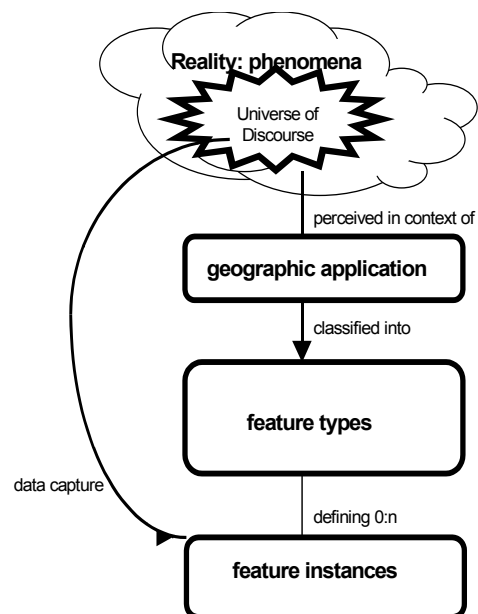 Reality: phenomena
Universe of
Discourse
perceived in context of
geographic application
classified into
feature types
data capture
defining 0:n
feature instances